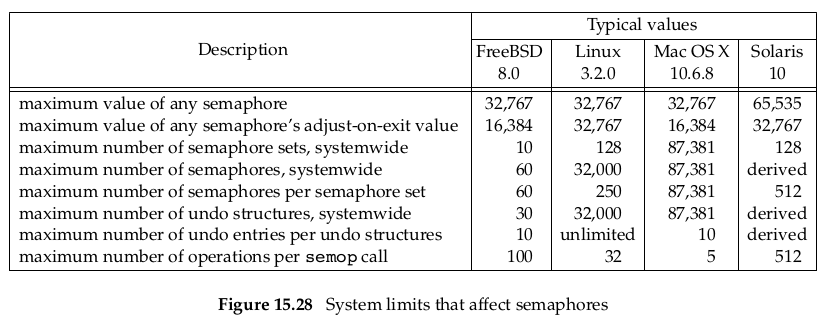 Typical values
Description FreeBSD Linux Mac OS X Solaris
8.0 3.2.0 10.6.8 10
maximum value of any semaphore 32,767 32,767 32,767 65,535
maximum value of any semaphore's adjust-on-exit value 16,384 32,767 16,384 32,767
maximum number of semaphore sets, systemwide 10 128 87,381 128
maximum number of semaphores, systemwide 60 32,000 87,381 derived
maximum number of semaphores per semaphore set 60 250 87,381 512
maximum number of undo structures, systemwide 30 32,000 87,381 derived
maximum number of undo entries per undo structures 10 unlimited 10 derived
maximum number of operations per semop call 100 32 5 512
Figure 15.28 System limits that affect semaphores